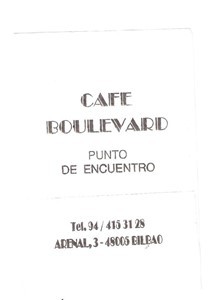 CAFE
BOULEVARD
PUNTO
DE ENCUENTRO
Tel. 94 / 415 31 28
ARENAL, 3 - 48005 BILBAO